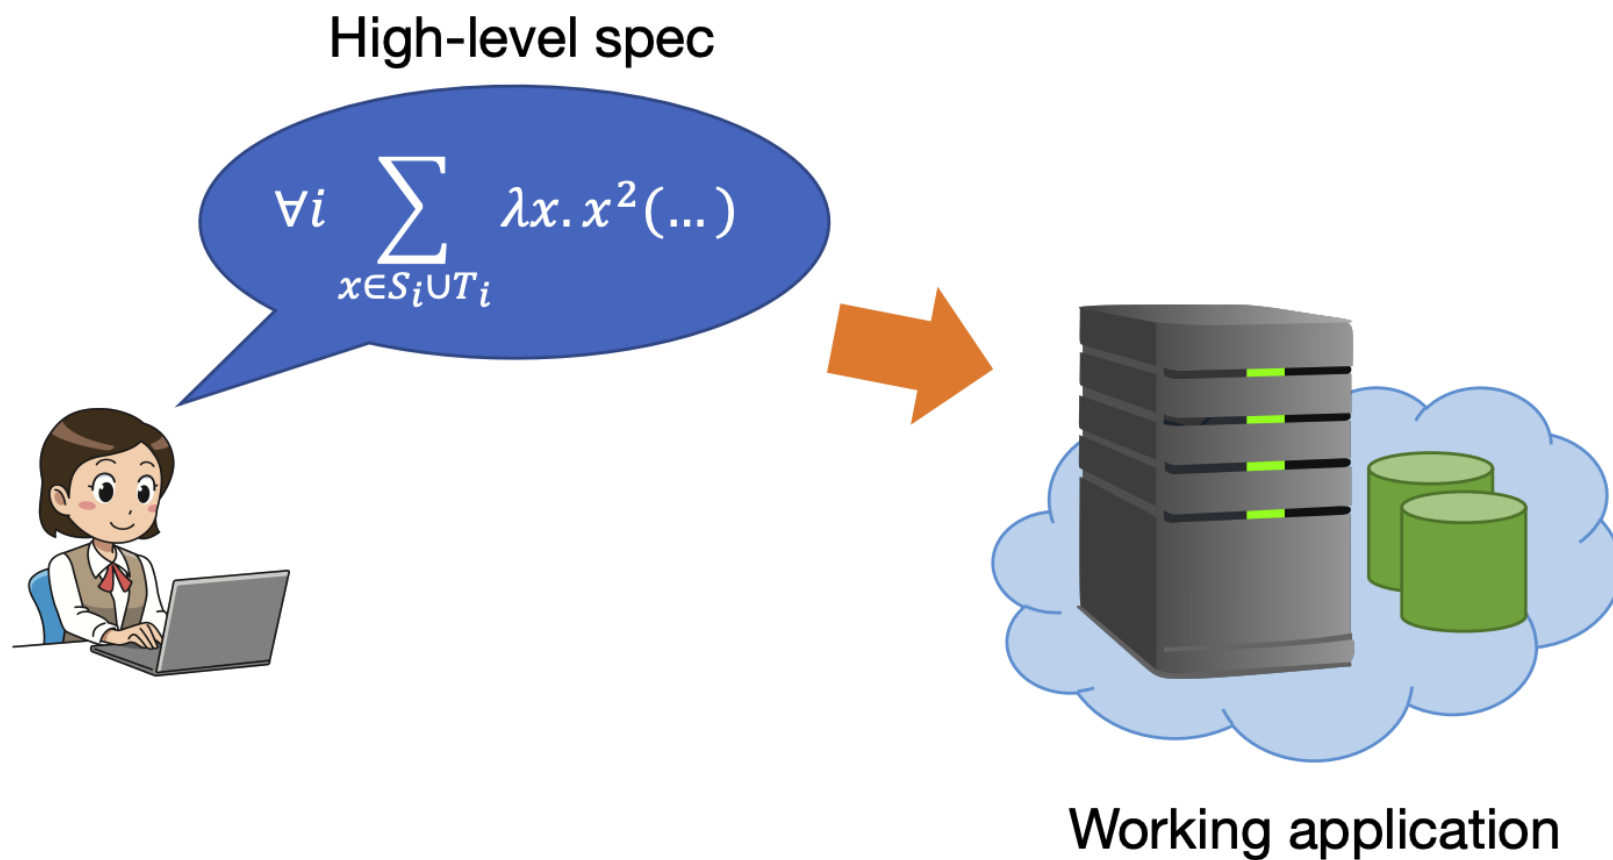 High-level spec
∀i ∑ λx. x²(...)
x∈Sᵢ∪Tᵢ
Working application